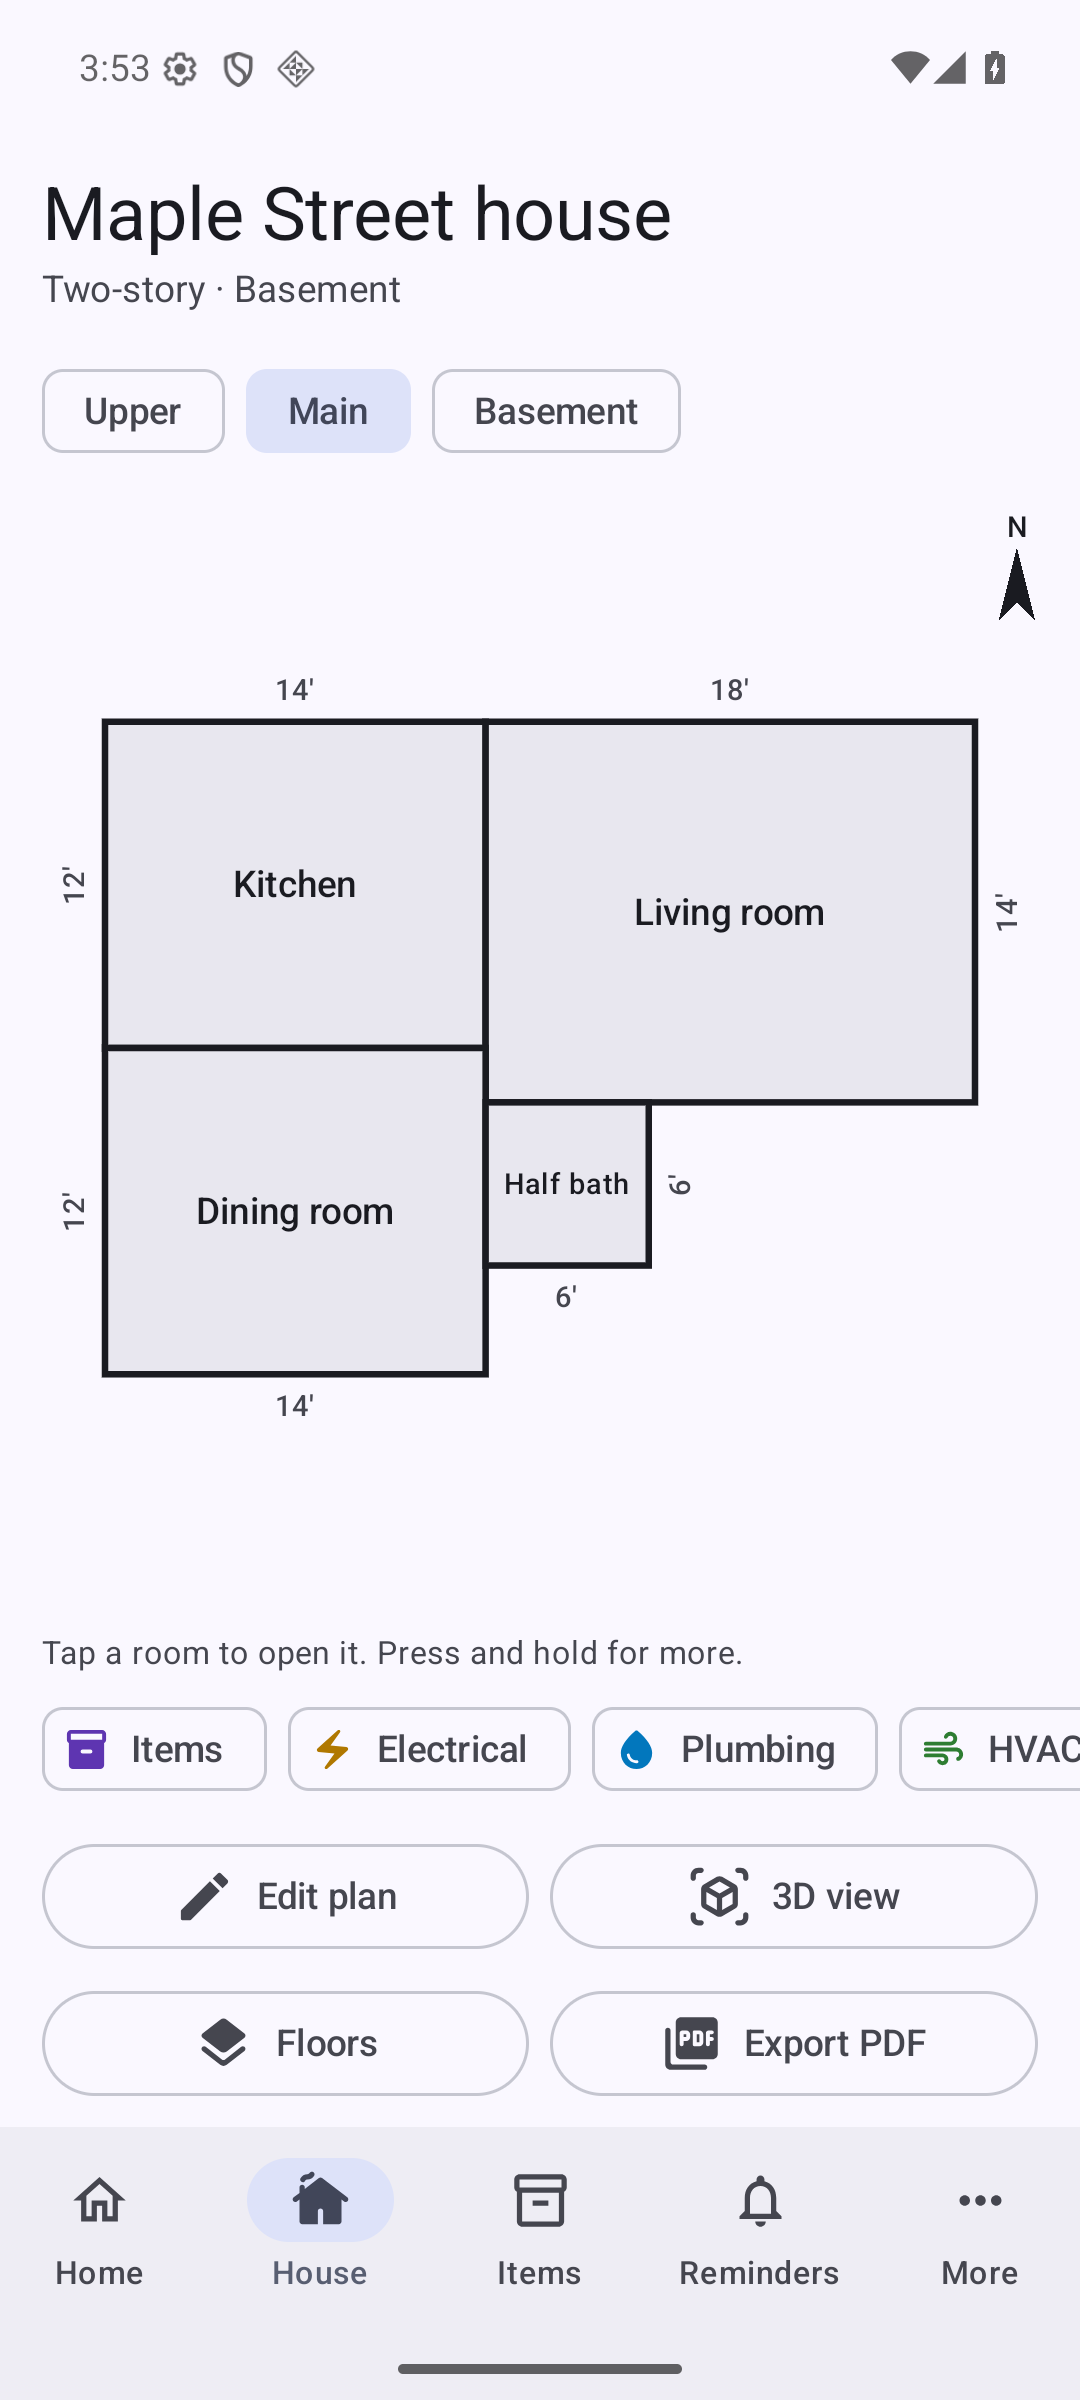 3:53
Maple Street house
Two-story · Basement
Upper
Main
Basement
N
14'
18'
12'
Kitchen
Living room
14'
12'
Dining room
Half bath
6'
6'
14'
Tap a room to open it. Press and hold for more.
Items
Electrical
Plumbing
HVAC
Edit plan
3D view
Floors
PDF
Export PDF
Home
House
Items
Reminders
More